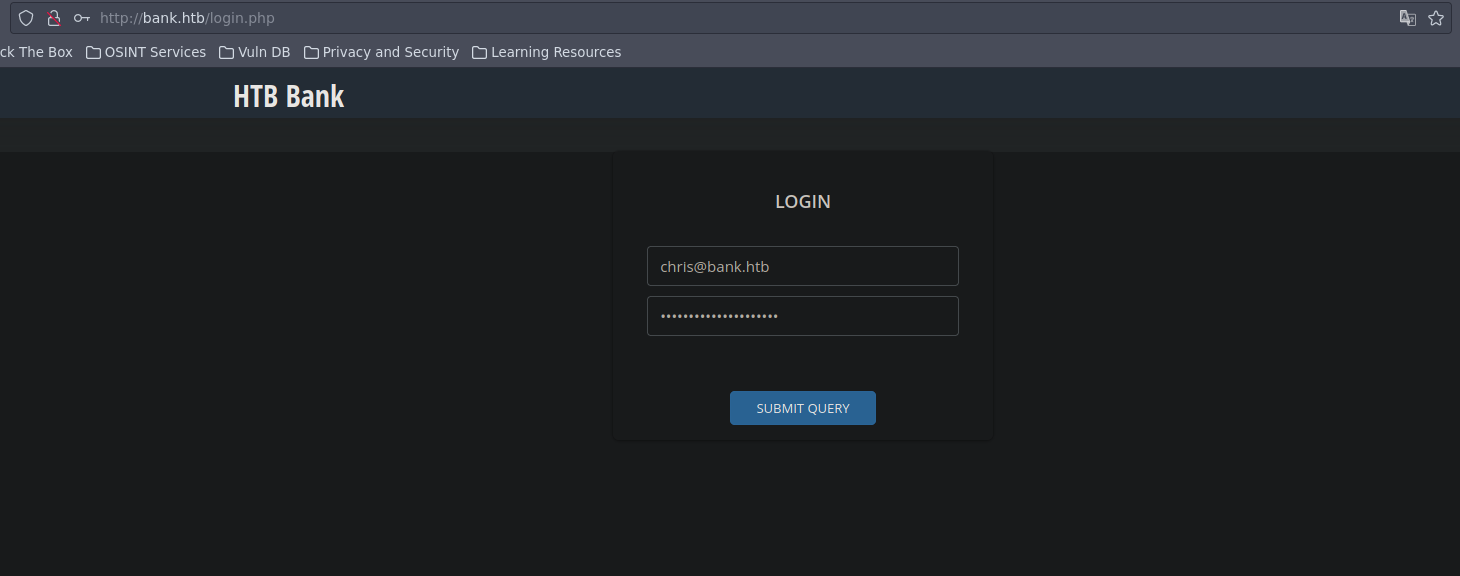 http://bank.htb/login.php
ck The Box OSINT Services Vuln DB Privacy and Security Learning Resources
HTB Bank
LOGIN
chris@bank.htb
•••••••••••••••••••••
SUBMIT QUERY